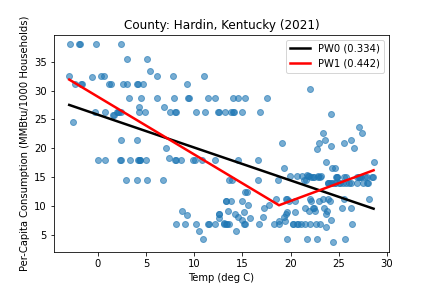 County: Hardin, Kentucky (2021)
PW0 (0.334)
PW1 (0.442)
Per-Capita Consumption (MMBtu/1000 Households)
35
30
25
20
15
10
5
0 5 10 15 20 25 30
Temp (deg C)